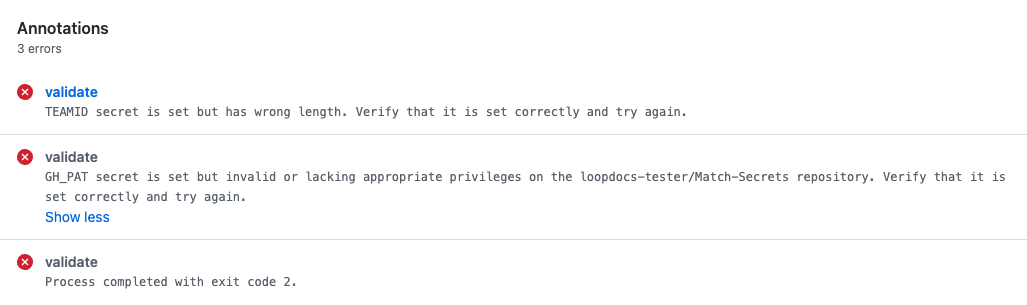 Annotations
3 errors
validate
TEAMID secret is set but has wrong length. Verify that it is set correctly and try again.
validate
GH_PAT secret is set but invalid or lacking appropriate privileges on the loopdocs-tester/Match-Secrets repository. Verify that it is
set correctly and try again.
Show less
validate
Process completed with exit code 2.